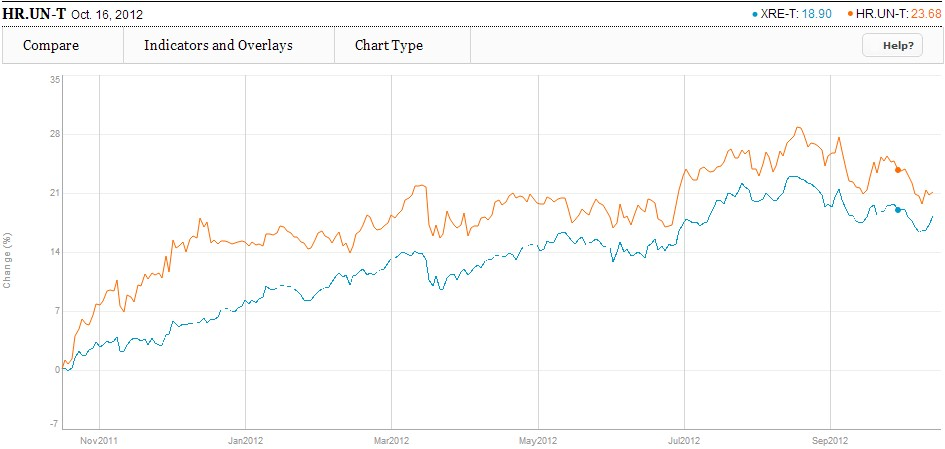 HR.UN-T Oct. 16, 2012
XRE-T: 18.90 HR.UN-T: 23.68
Compare Indicators and Overlays Chart Type Help?
35
28
21
14
7
0
-7
Change (%)
Nov2011 Jan2012 Mar2012 May2012 Jul2012 Sep2012